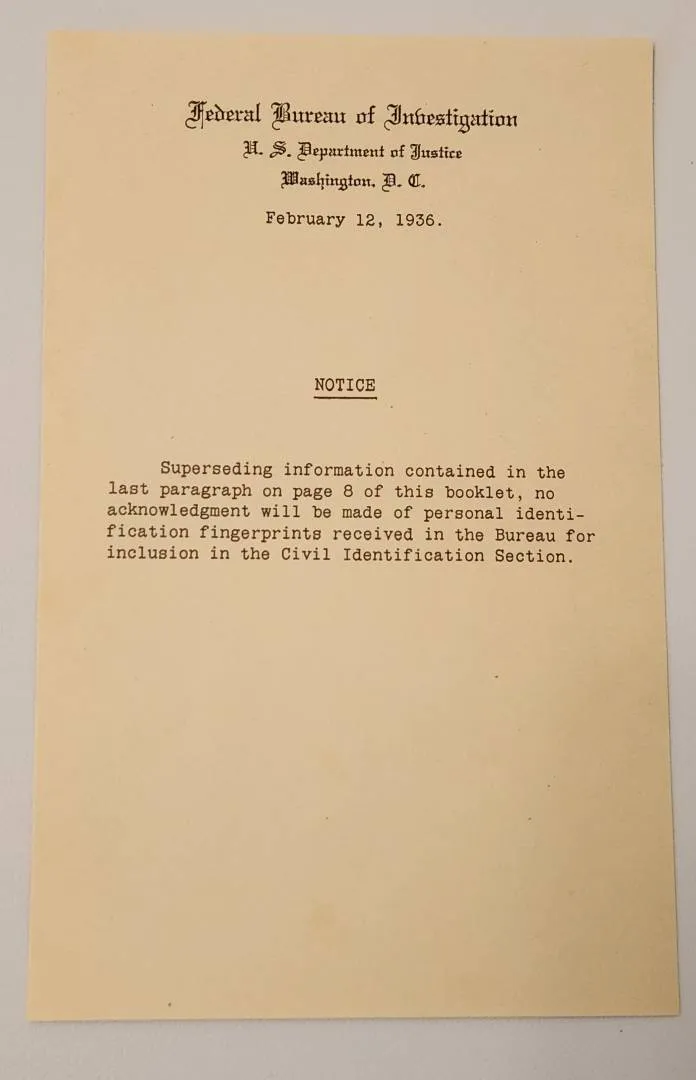 Federal Bureau of Investigation
U. S. Department of Justice
Washington, D. C.
February 12, 1936.
NOTICE
Superseding information contained in the
last paragraph on page 8 of this booklet, no
acknowledgment will be made of personal identi-
fication fingerprints received in the Bureau for
inclusion in the Civil Identification Section.